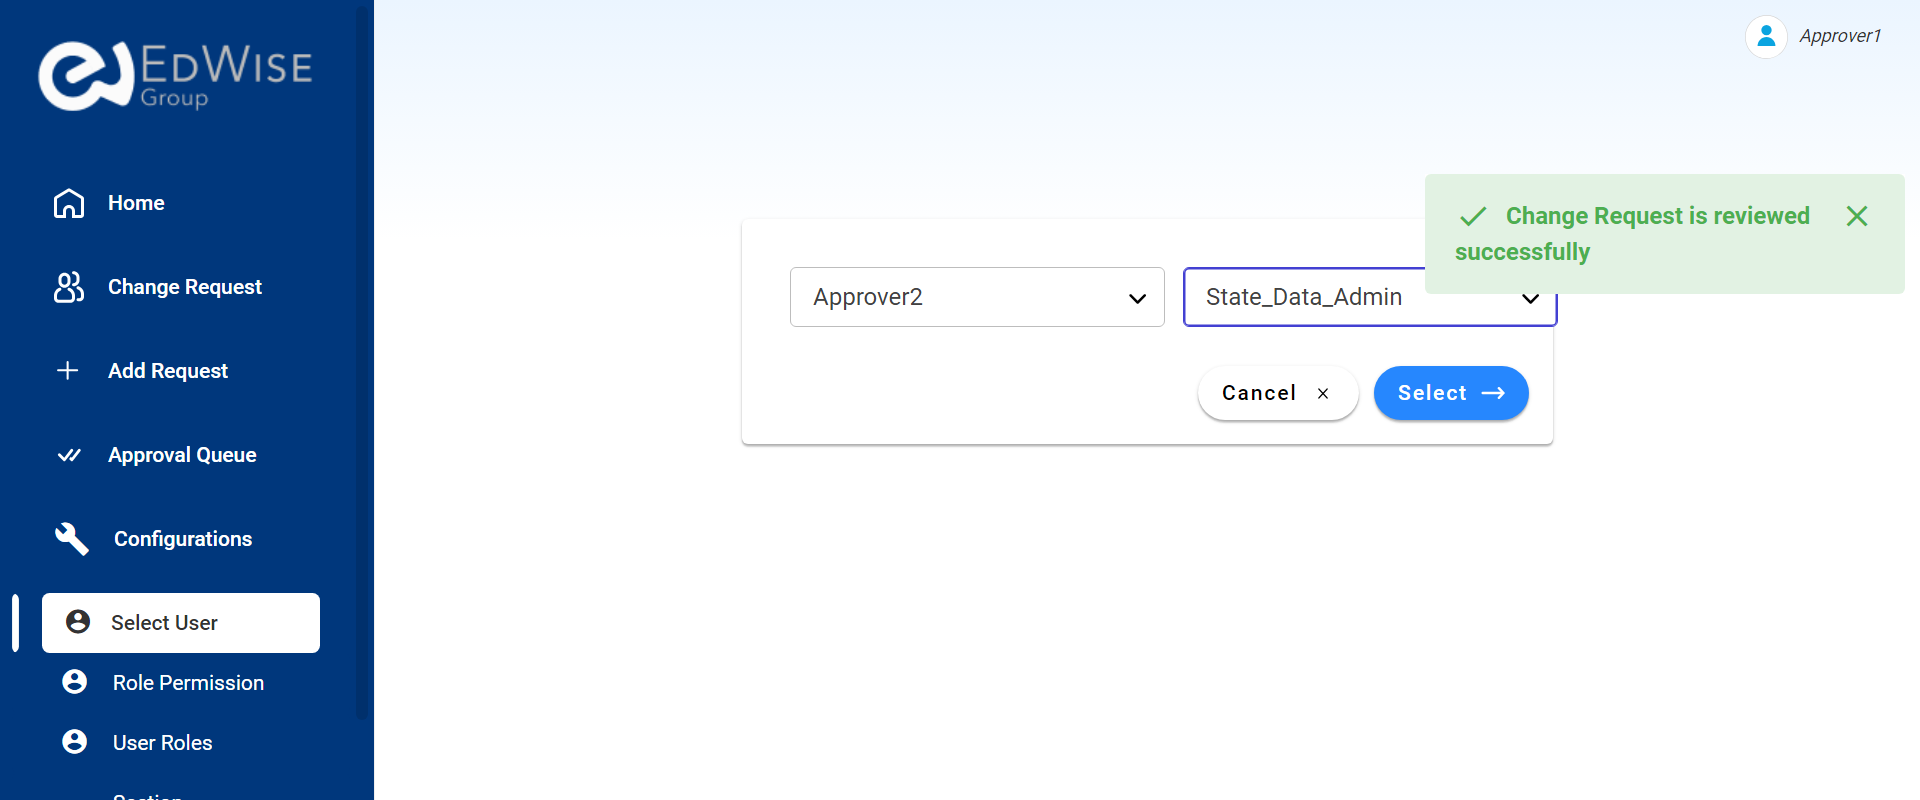 EDWISE
Group
Approver1
Home
Change Request
Add Request
Approval Queue
Configurations
Select User
Role Permission
User Roles
Change Request is reviewed
successfully
Approver2
State_Data_Admin
Cancel
Select